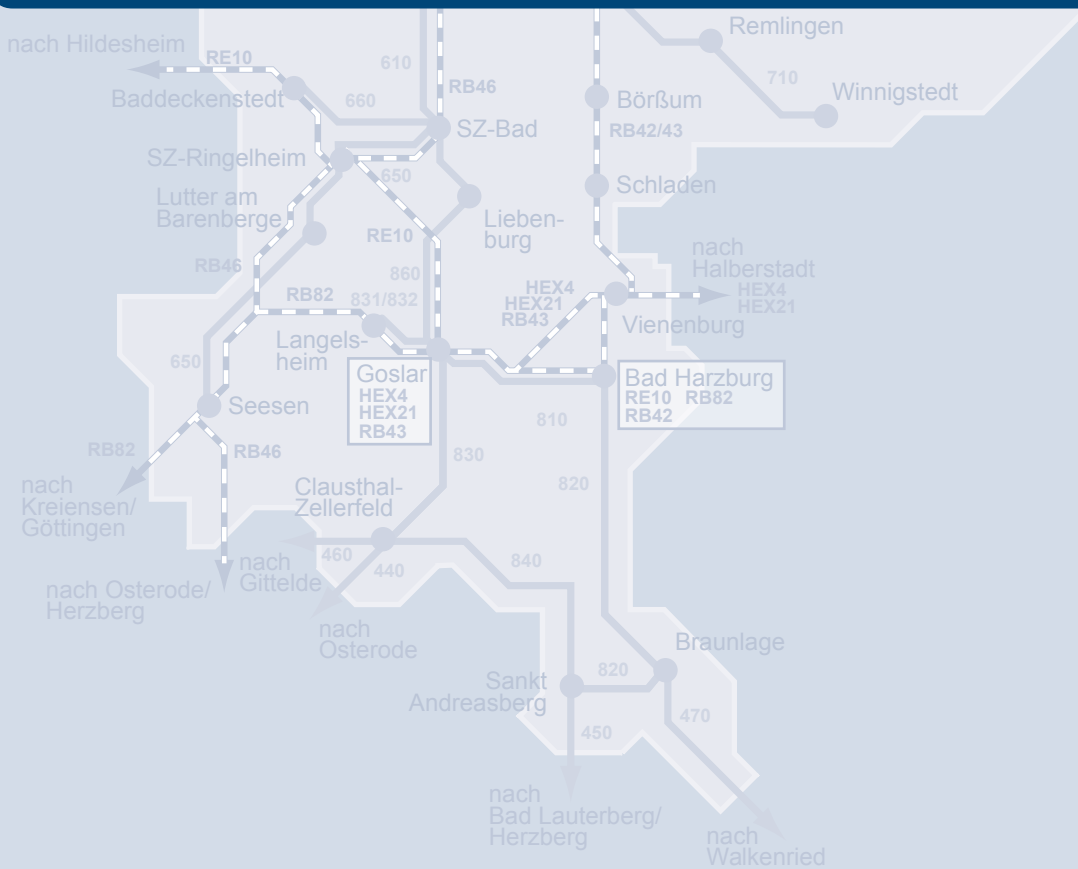 Remlingen
nach Hildesheim
RE10
610
710
RB46
Baddeckenstedt
660
Börßum
Winnigstedt
SZ-Bad
RB42/43
SZ-Ringelheim
650
Schladen
Lutter am
Barenberge
Lieben-
burg
RE10
nach
Halberstadt
RB46
860
HEX4
HEX21
RB43
HEX4
HEX21
RB82
831/832
Vienenburg
Langels-
heim
650
Goslar
HEX4
HEX21
RB43
Bad Harzburg
RE10 RB82
RB42
Seesen
810
RB82
RB46
830
820
nach
Kreiensen/
Göttingen
Clausthal-
Zellerfeld
460
440
840
nach
Gittelde
nach Osterode/
Herzberg
nach
Osterode
Braunlage
820
Sankt
Andreasberg
470
450
nach
Bad Lauterberg/
Herzberg
nach
Walkenried